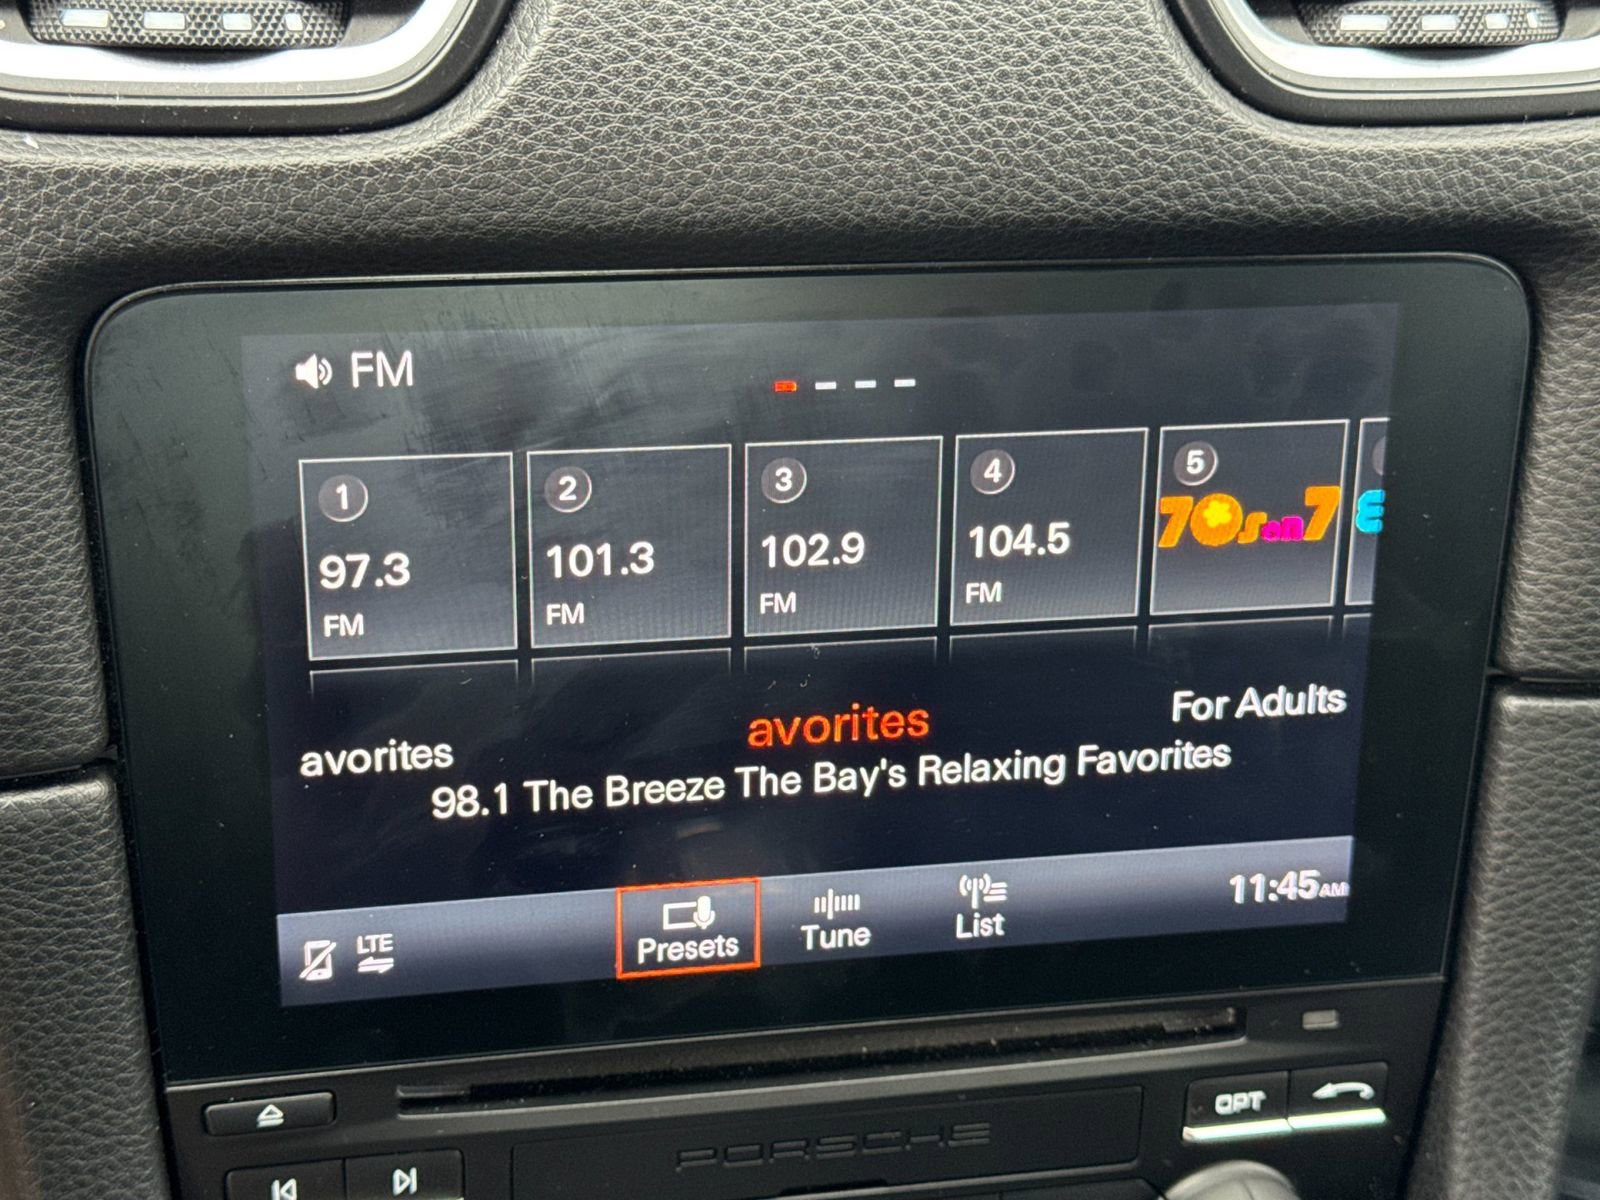 FM
1
97.3
FM
2
101.3
FM
3
102.9
FM
4
104.5
FM
5
70s on 7
avorites
avorites
For Adults
98.1 The Breeze The Bay's Relaxing Favorites
LTE
Presets
Tune
List
11:45 AM
OPT
PORSCHE